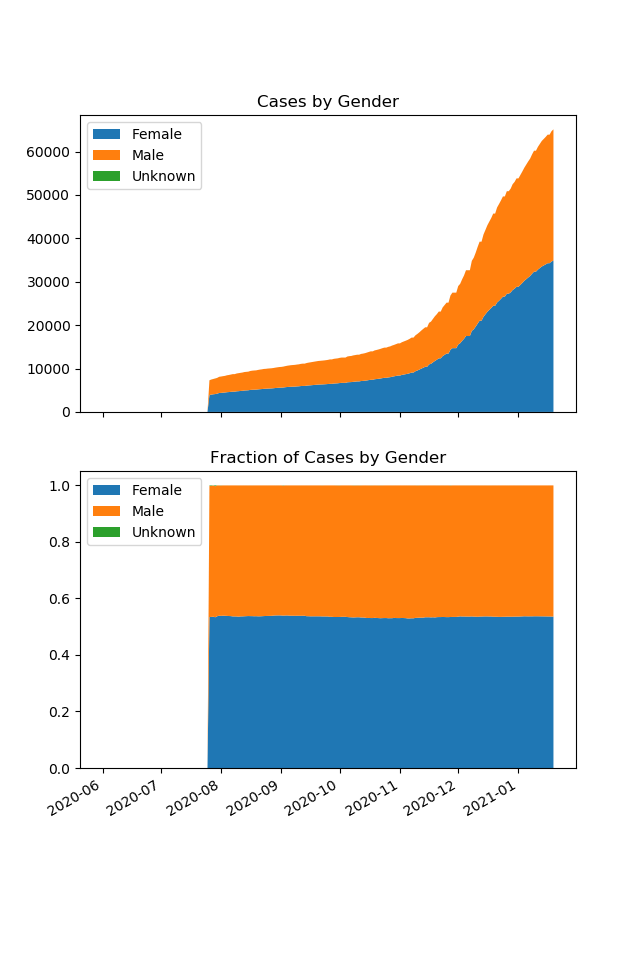 Cases by Gender
Female
Male
Unknown
60000
50000
40000
30000
20000
10000
0
Fraction of Cases by Gender
Female
Male
Unknown
1.0
0.8
0.6
0.4
0.2
0.0
2020-06 2020-07 2020-08 2020-09 2020-10 2020-11 2020-12 2021-01